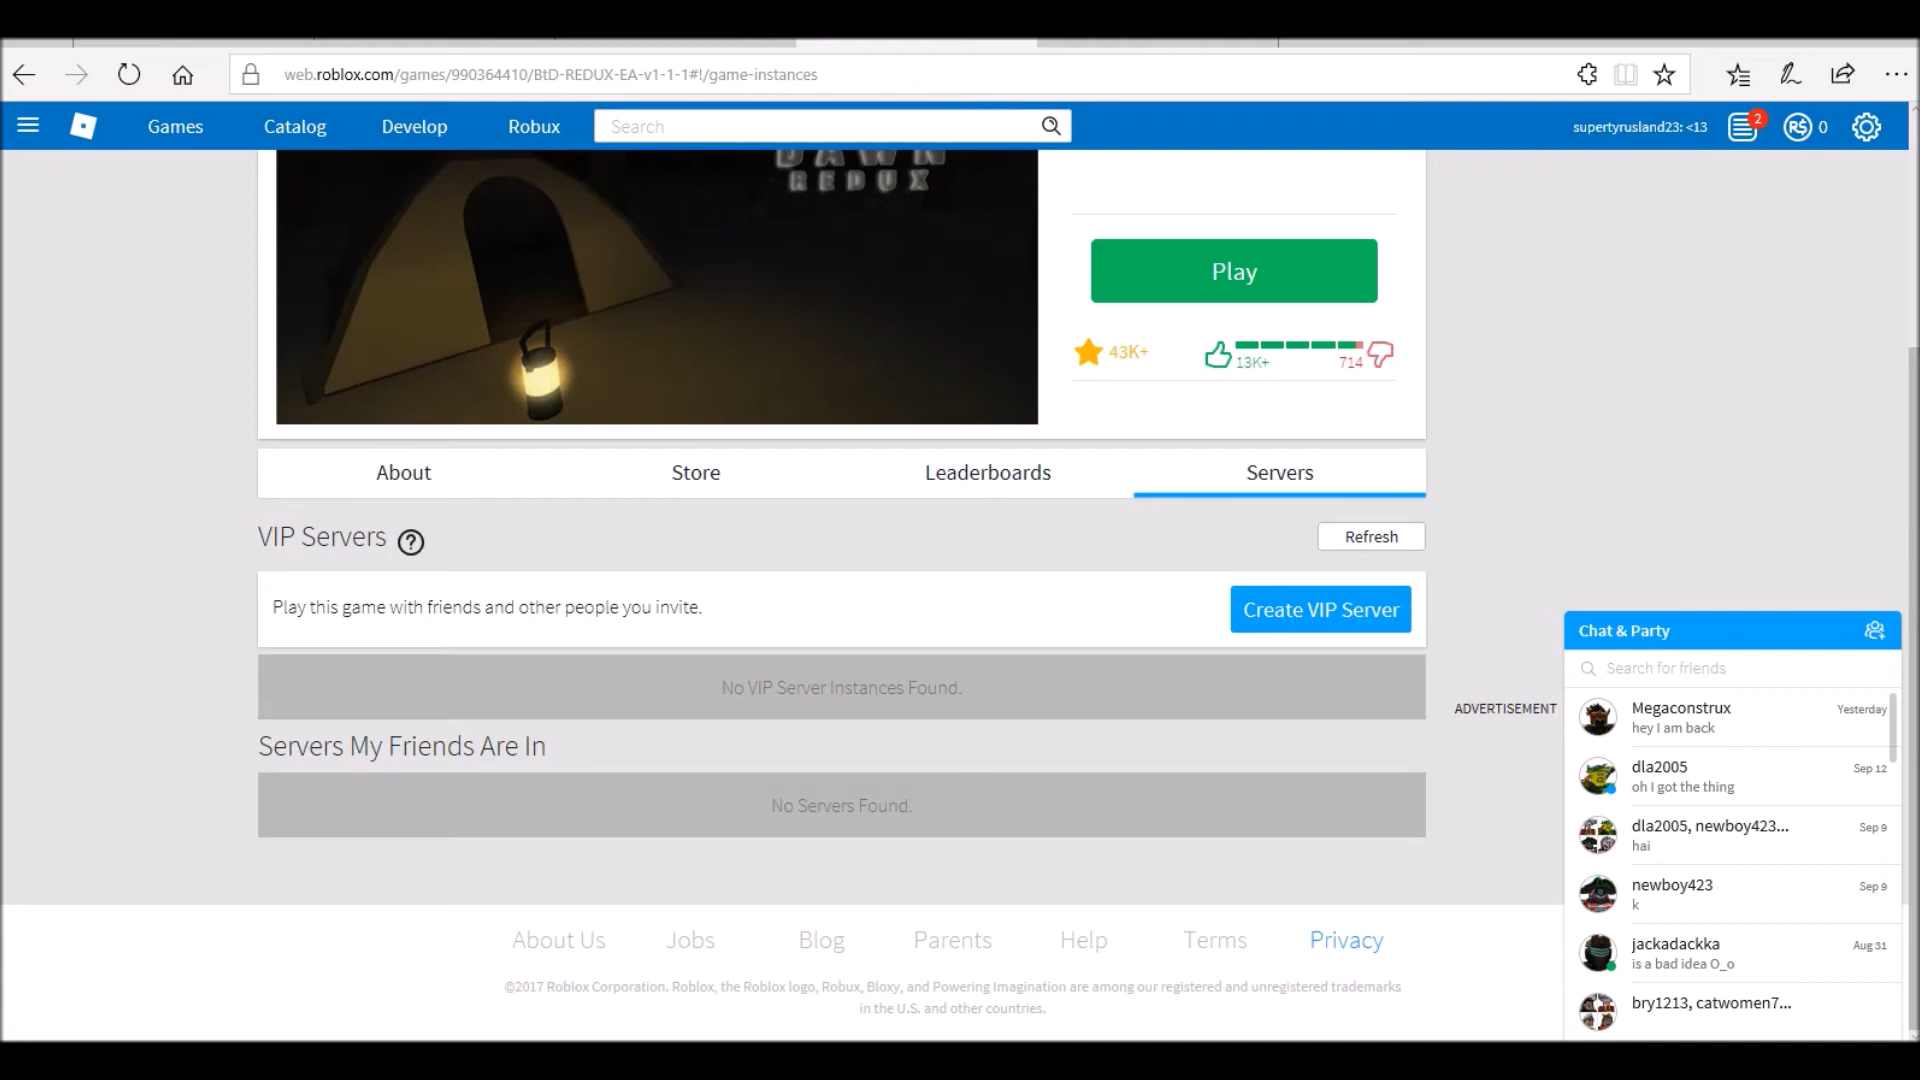 web.roblox.com/games/990364410/BtD-REDUX-EA-v1-1-1#!/game-instances
Games Catalog Develop Robux Search supertyrusland23: <13 2 R$ 0
DAWN
REDUX
Play
43K+ 13K+ 714
About Store Leaderboards Servers
VIP Servers ? Refresh
Play this game with friends and other people you invite. Create VIP Server
No VIP Server Instances Found.
Servers My Friends Are In
No Servers Found.
ADVERTISEMENT
Chat & Party
Search for friends
Megaconstrux Yesterday
hey I am back
dla2005 Sep 12
oh I got the thing
dla2005, newboy423... Sep 9
hai
newboy423 Sep 9
k
jackadackka Aug 31
is a bad idea O_o
bry1213, catwomen7...
About Us Jobs Blog Parents Help Terms Privacy
©2017 Roblox Corporation. Roblox, the Roblox logo, Robux, Bloxy, and Powering Imagination are among our registered and unregistered trademarks
in the U.S. and other countries.